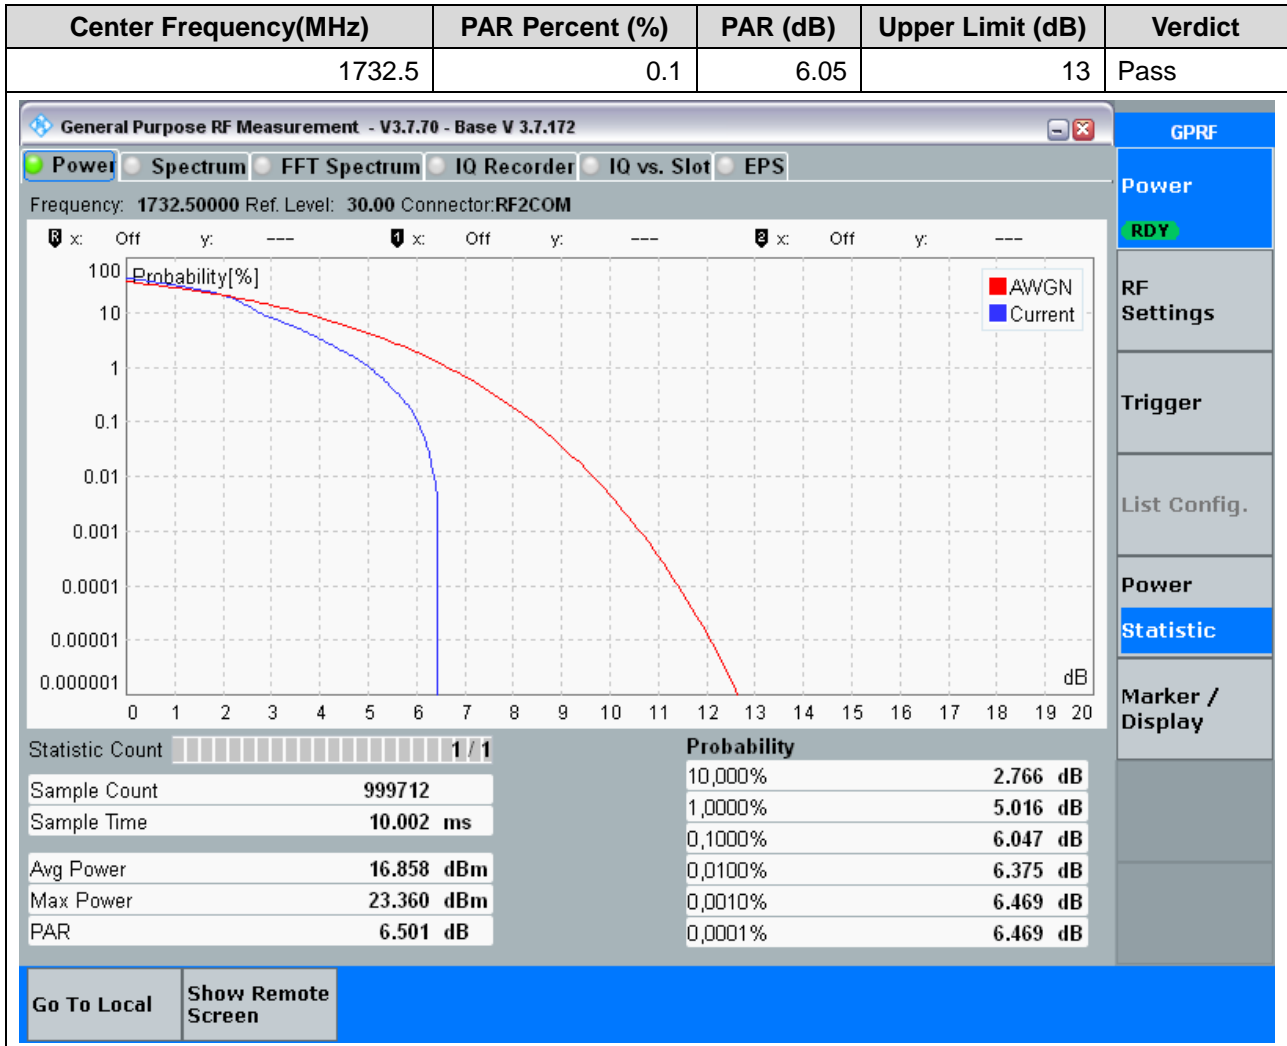 Center Frequency(MHz) PAR Percent (%) PAR (dB) Upper Limit (dB) Verdict
1732.5 0.1 6.05 13 Pass
General Purpose RF Measurement - V3.7.70 - Base V 3.7.172
GPRF
Power Spectrum FFT Spectrum IQ Recorder IQ vs. Slot EPS
Frequency: 1732.50000 Ref. Level: 30.00 Connector:RF2COM
R x: Off y: --- 1 x: Off y: --- 2 x: Off y: ---
Probability[%]
100
10
1
0.1
0.01
0.001
0.0001
0.00001
0.000001
AWGN
Current
dB
0 1 2 3 4 5 6 7 8 9 10 11 12 13 14 15 16 17 18 19 20
Statistic Count 1 / 1
Sample Count 999712
Sample Time 10.002 ms
Avg Power 16.858 dBm
Max Power 23.360 dBm
PAR 6.501 dB
Probability
10,000% 2.766 dB
1,0000% 5.016 dB
0,1000% 6.047 dB
0,0100% 6.375 dB
0,0010% 6.469 dB
0,0001% 6.469 dB
Power
RDY
RF
Settings
Trigger
List Config.
Power
Statistic
Marker /
Display
Go To Local
Show Remote
Screen